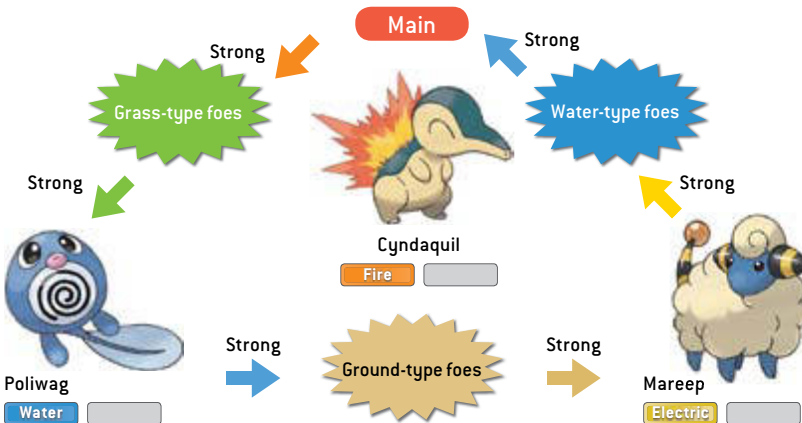 Main
Strong
Strong
Grass-type foes
Water-type foes
Strong
Strong
Cyndaquil
Fire
Strong
Ground-type foes
Strong
Poliwag
Water
Mareep
Electric